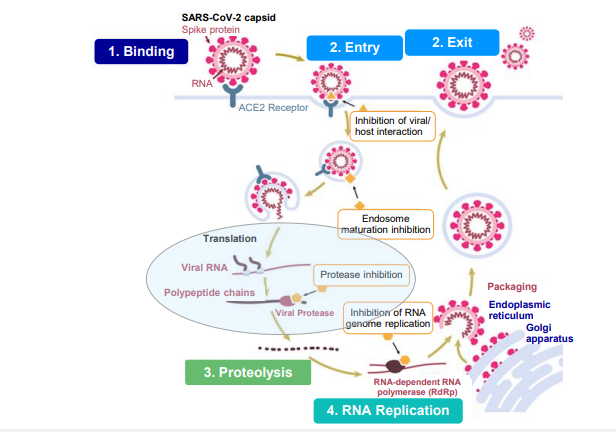 SARS-CoV-2 capsid
Spike protein
1. Binding
2. Entry
2. Exit
RNA
ACE2 Receptor
Inhibition of viral/
host interaction
Endosome
maturation inhibition
Translation
Viral RNA
Protease inhibition
Polypeptide chains
Viral Protease
Inhibition of RNA
genome replication
Packaging
Endoplasmic
reticulum
Golgi
apparatus
3. Proteolysis
RNA-dependent RNA
polymerase (RdRp)
4. RNA Replication